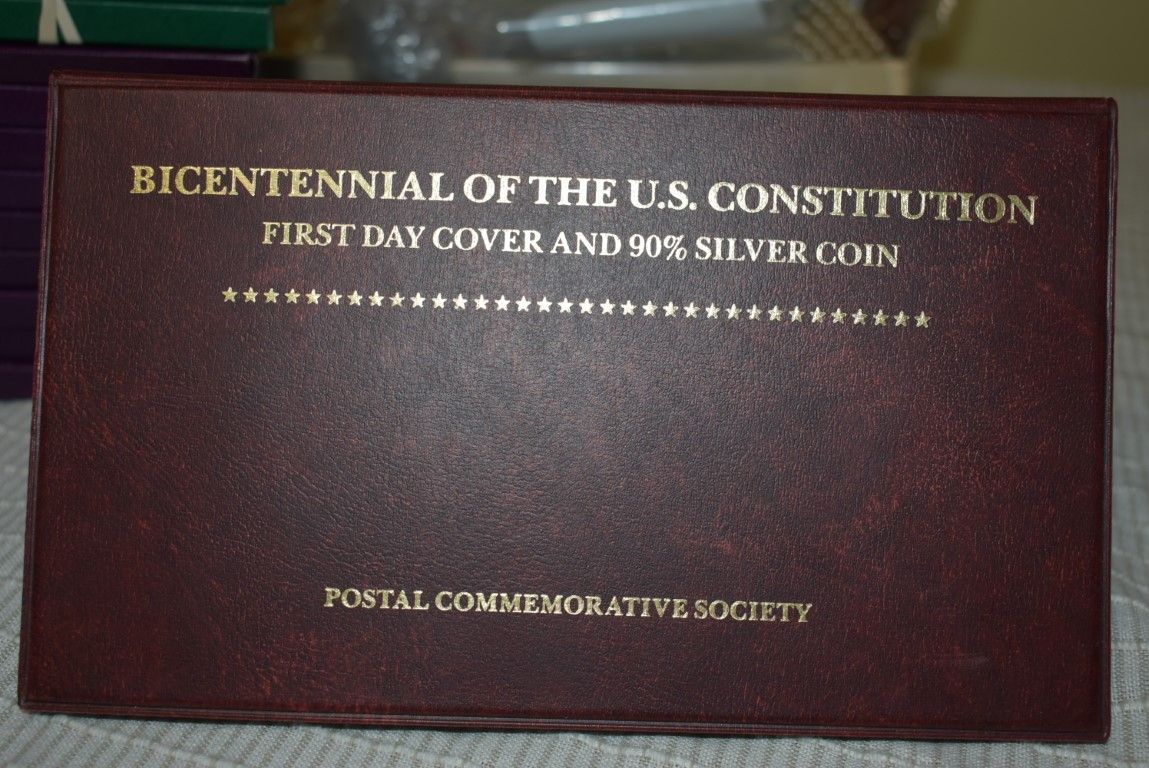 BICENTENNIAL OF THE U.S. CONSTITUTION
FIRST DAY COVER AND 90% SILVER COIN
POSTAL COMMEMORATIVE SOCIETY